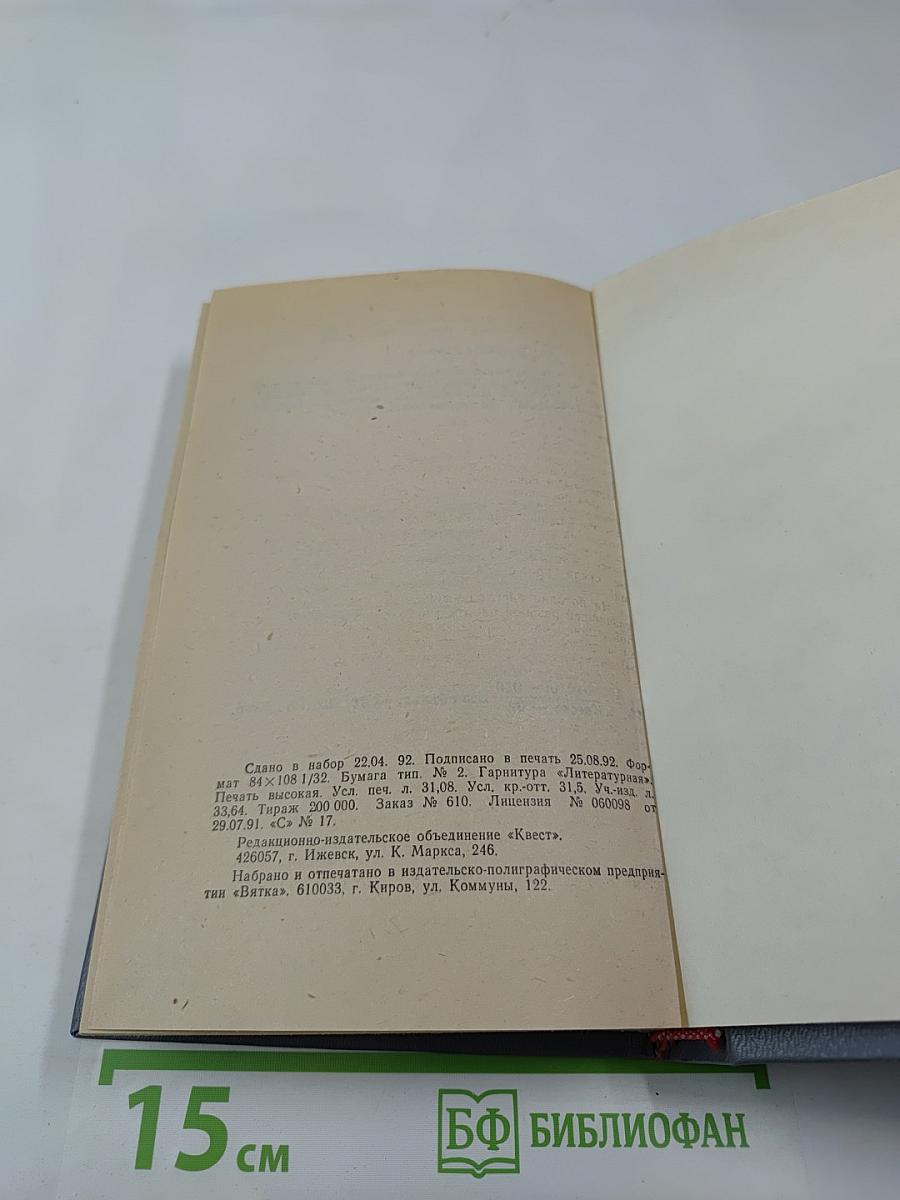 Сдано в набор 22.04. 92. Подписано в печать 25.08.92. Фор-
мат 84×108 1/32. Бумага тип. № 2. Гарнитура «Литературная».
Печать высокая. Усл. печ. л. 31,08. Усл. кр.-отт. 31,5. Уч.-изд. л.
33,64. Тираж 200 000. Заказ № 610. Лицензия № 060098 от
29.07.91. «С» № 17.
Редакционно-издательское объединение «Квест».
426057, г. Ижевск, ул. К. Маркса, 246.
Набрано и отпечатано в издательско-полиграфическом предприя-
тии «Вятка». 610033, г. Киров, ул. Коммуны, 122.
15 см
БФ БИБЛИОФАН